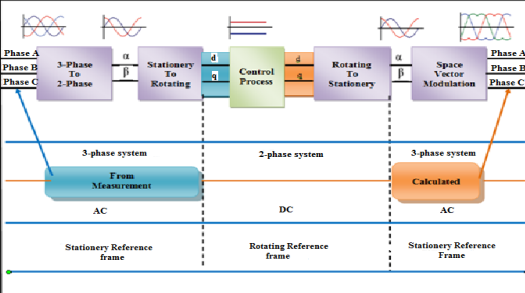 Phase A
Phase B
Phase C
3-Phase
To
2-Phase
α
β
Stationery
To
Rotating
d
q
Control
Process
d
q
Rotating
To
Stationery
α
β
Space
Vector
Modulation
Phase A
Phase B
Phase C
3-phase system
2-phase system
3-phase system
From
Measurement
Calculated
AC
DC
AC
Stationery Reference
frame
Rotating Reference
frame
Stationery Reference
Frame